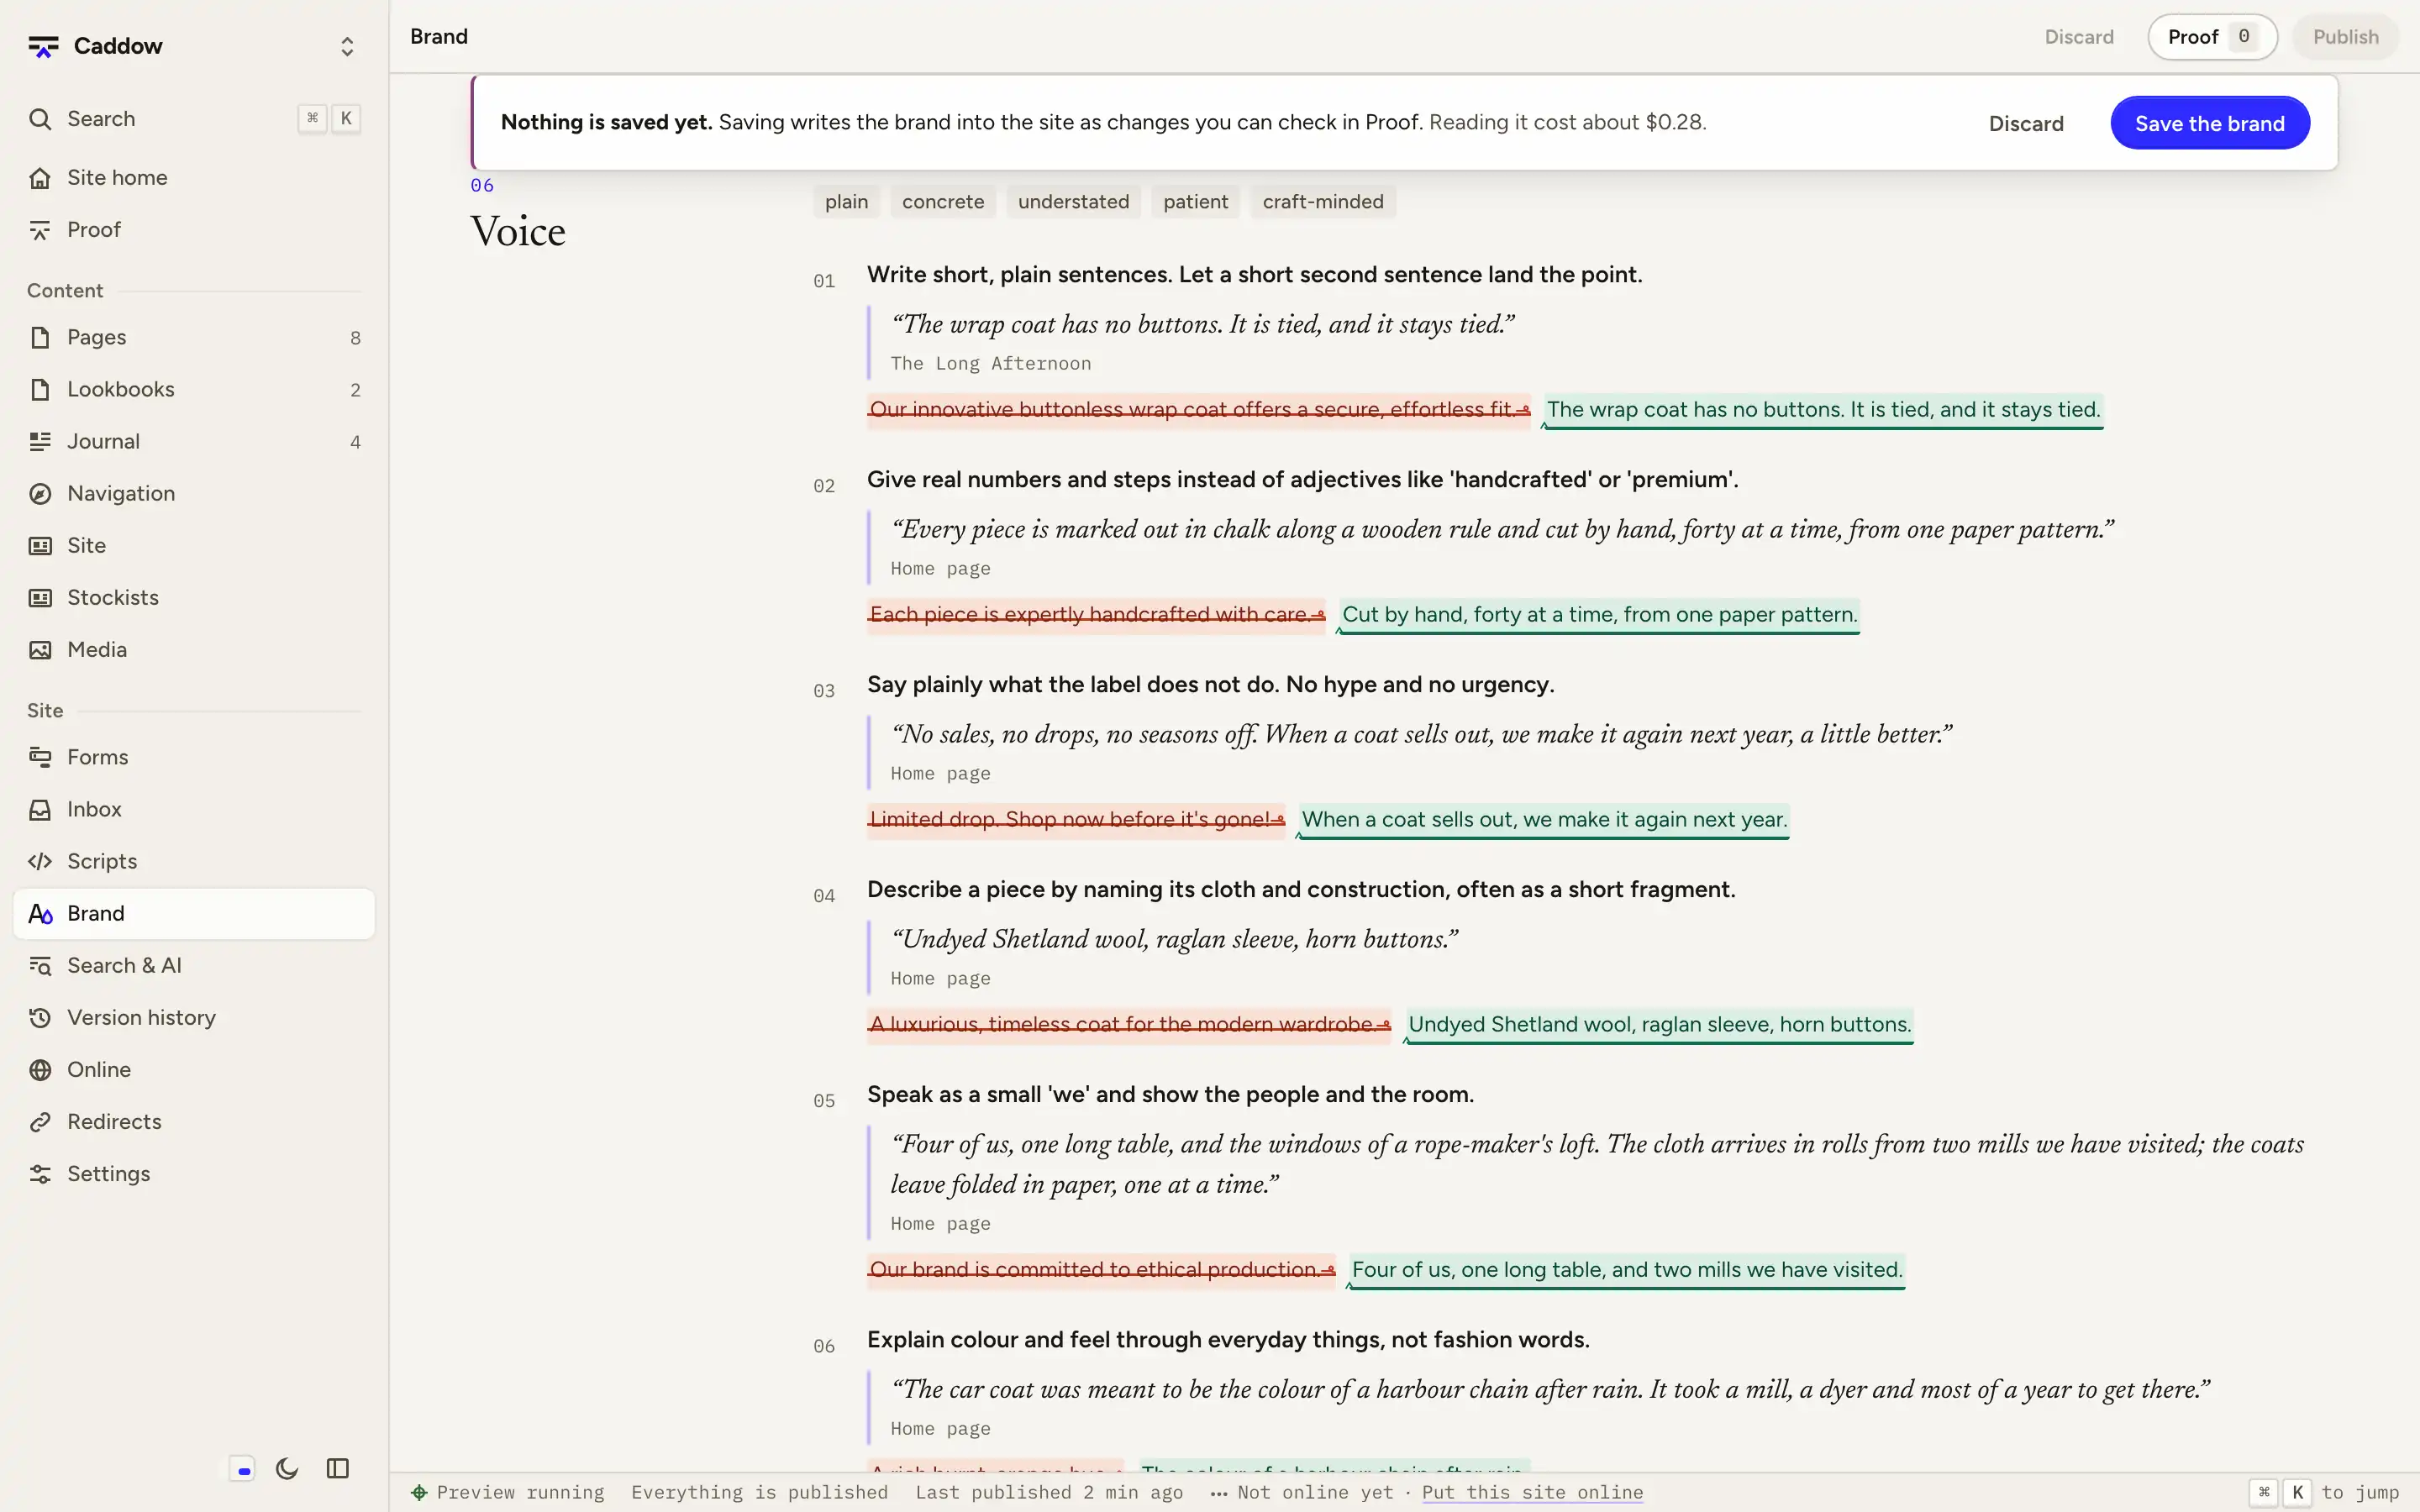 Caddow
Search ⌘ K
Site home
Proof
Content
Pages 8
Lookbooks 2
Journal 4
Navigation
Site
Stockists
Media
Site
Forms
Inbox
Scripts
Brand
Search & AI
Version history
Online
Redirects
Settings
Brand
Discard Proof 0 Publish
Nothing is saved yet. Saving writes the brand into the site as changes you can check in Proof. Reading it cost about $0.28.
Discard Save the brand
06
Voice
plain concrete understated patient craft-minded
01 Write short, plain sentences. Let a short second sentence land the point.
“The wrap coat has no buttons. It is tied, and it stays tied.”
The Long Afternoon
Our innovative buttonless wrap coat offers a secure, effortless fit. The wrap coat has no buttons. It is tied, and it stays tied.
02 Give real numbers and steps instead of adjectives like 'handcrafted' or 'premium'.
“Every piece is marked out in chalk along a wooden rule and cut by hand, forty at a time, from one paper pattern.”
Home page
Each piece is expertly handcrafted with care. Cut by hand, forty at a time, from one paper pattern.
03 Say plainly what the label does not do. No hype and no urgency.
“No sales, no drops, no seasons off. When a coat sells out, we make it again next year, a little better.”
Home page
Limited drop. Shop now before it's gone! When a coat sells out, we make it again next year.
04 Describe a piece by naming its cloth and construction, often as a short fragment.
“Undyed Shetland wool, raglan sleeve, horn buttons.”
Home page
A luxurious, timeless coat for the modern wardrobe. Undyed Shetland wool, raglan sleeve, horn buttons.
05 Speak as a small 'we' and show the people and the room.
“Four of us, one long table, and the windows of a rope-maker's loft. The cloth arrives in rolls from two mills we have visited; the coats
leave folded in paper, one at a time.”
Home page
Our brand is committed to ethical production. Four of us, one long table, and two mills we have visited.
06 Explain colour and feel through everyday things, not fashion words.
“The car coat was meant to be the colour of a harbour chain after rain. It took a mill, a dyer and most of a year to get there.”
Home page
A rich burnt-orange hue. The colour of a harbour chain after rain.
Preview running Everything is published Last published 2 min ago ••• Not online yet · Put this site online
⌘ K to jump